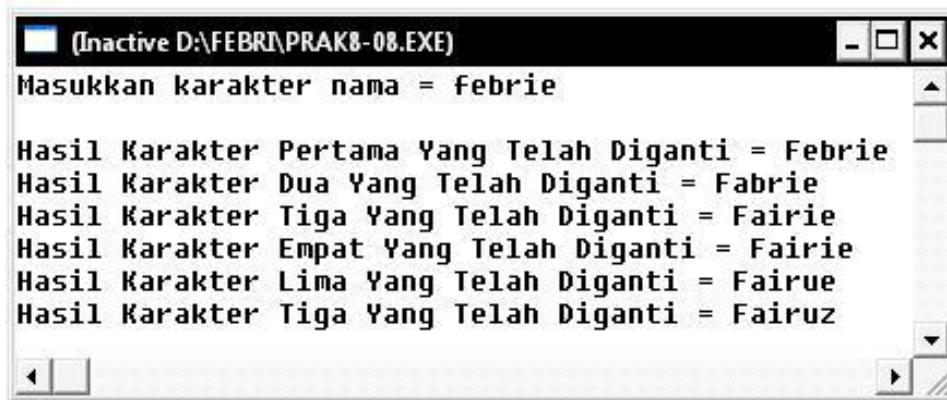 (Inactive D:\FEBRI\PRAK8-08.EXE)
Masukkan karakter nama = febrie
Hasil Karakter Pertama Yang Telah Diganti = Febrie
Hasil Karakter Dua Yang Telah Diganti = Fabrie
Hasil Karakter Tiga Yang Telah Diganti = Fairie
Hasil Karakter Empat Yang Telah Diganti = Fairie
Hasil Karakter Lima Yang Telah Diganti = Fairue
Hasil Karakter Tiga Yang Telah Diganti = Fairuz